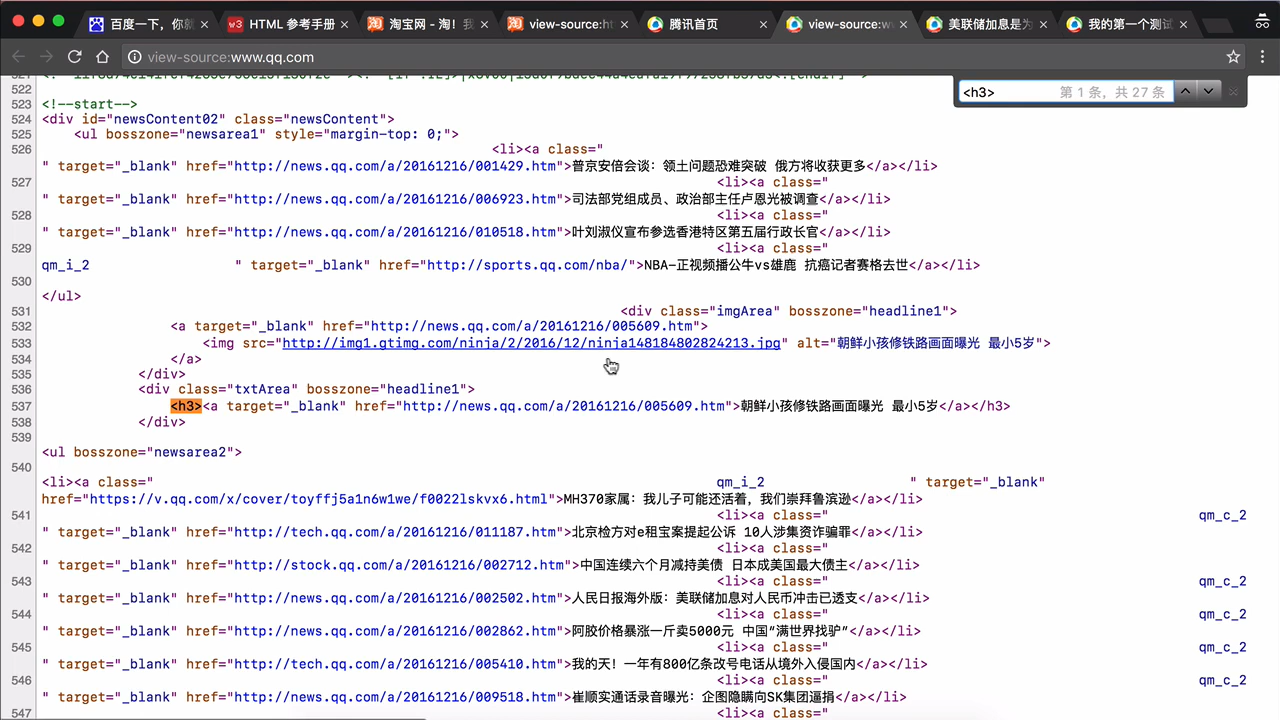 百度一下，你就
HTML 参考手册
淘宝网 - 淘！我
view-source:ht
腾讯首页
view-source:ww
美联储加息是为
我的第一个测试
view-source:www.qq.com
<h3> 第 1 条，共 27 条
522
523 <!--start-->
524 <div id="newsContent02" class="newsContent">
525 <ul bosszone="newsarea1" style="margin-top: 0;">
526 <li><a class="
" target="_blank" href="http://news.qq.com/a/20161216/001429.htm">普京安倍会谈：领土问题恐难突破 俄方将收获更多</a></li>
527 <li><a class="
" target="_blank" href="http://news.qq.com/a/20161216/006923.htm">司法部党组成员、政治部主任卢恩光被调查</a></li>
528 <li><a class="
" target="_blank" href="http://news.qq.com/a/20161216/010518.htm">叶刘淑仪宣布参选香港特区第五届行政长官</a></li>
529 <li><a class="
qm_i_2 " target="_blank" href="http://sports.qq.com/nba/">NBA-正视频播公牛vs雄鹿 抗癌记者赛格去世</a></li>
530
</ul>
531 <div class="imgArea" bosszone="headline1">
532 <a target="_blank" href="http://news.qq.com/a/20161216/005609.htm">
533 <img src="http://img1.gtimg.com/ninja/2/2016/12/ninja148184802824213.jpg" alt="朝鲜小孩修铁路画面曝光 最小5岁">
534 </a>
535 </div>
536 <div class="txtArea" bosszone="headline1">
537 <h3><a target="_blank" href="http://news.qq.com/a/20161216/005609.htm">朝鲜小孩修铁路画面曝光 最小5岁</a></h3>
538 </div>
539
<ul bosszone="newsarea2">
540
<li><a class=" qm_i_2 " target="_blank"
href="https://v.qq.com/x/cover/toyffj5a1n6w1we/f0022lskvx6.html">MH370家属：我儿子可能还活着，我们崇拜鲁滨逊</a></li>
541 <li><a class=" qm_c_2
" target="_blank" href="http://tech.qq.com/a/20161216/011187.htm">北京检方对e租宝案提起公诉 10人涉集资诈骗罪</a></li>
542 <li><a class="
" target="_blank" href="http://stock.qq.com/a/20161216/002712.htm">中国连续六个月减持美债 日本成美国最大债主</a></li>
543 <li><a class=" qm_c_2
" target="_blank" href="http://news.qq.com/a/20161216/002502.htm">人民日报海外版：美联储加息对人民币冲击已透支</a></li>
544 <li><a class=" qm_c_2
" target="_blank" href="http://news.qq.com/a/20161216/002862.htm">阿胶价格暴涨一斤卖5000元 中国“满世界找驴”</a></li>
545 <li><a class=" qm_c_2
" target="_blank" href="http://tech.qq.com/a/20161216/005410.htm">我的天！一年有800亿条改号电话从境外入侵国内</a></li>
546 <li><a class=" qm_c_2
" target="_blank" href="http://news.qq.com/a/20161216/009518.htm">崔顺实通话录音曝光：企图隐瞒向SK集团逼捐</a></li>
547 <li><a class="